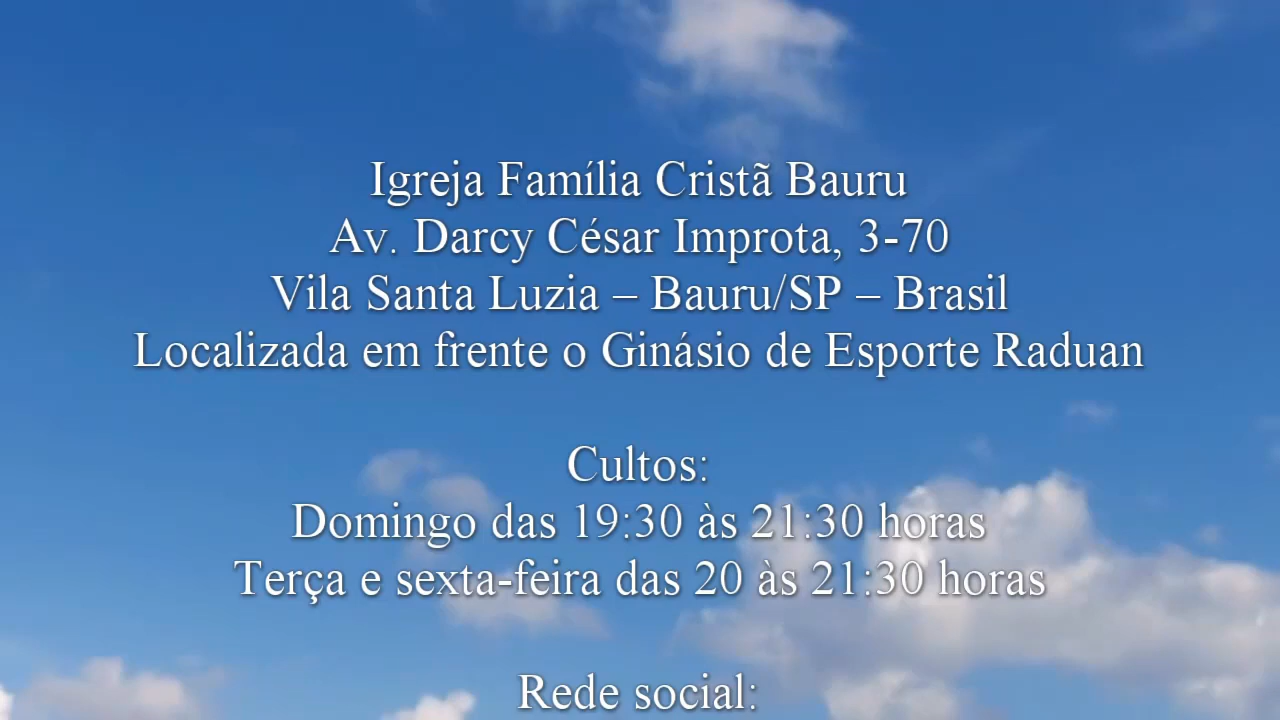 Igreja Família Cristã Bauru
Av. Darcy César Improta, 3-70
Vila Santa Luzia – Bauru/SP – Brasil
Localizada em frente o Ginásio de Esporte Raduan
Cultos:
Domingo das 19:30 às 21:30 horas
Terça e sexta-feira das 20 às 21:30 horas
Rede social: